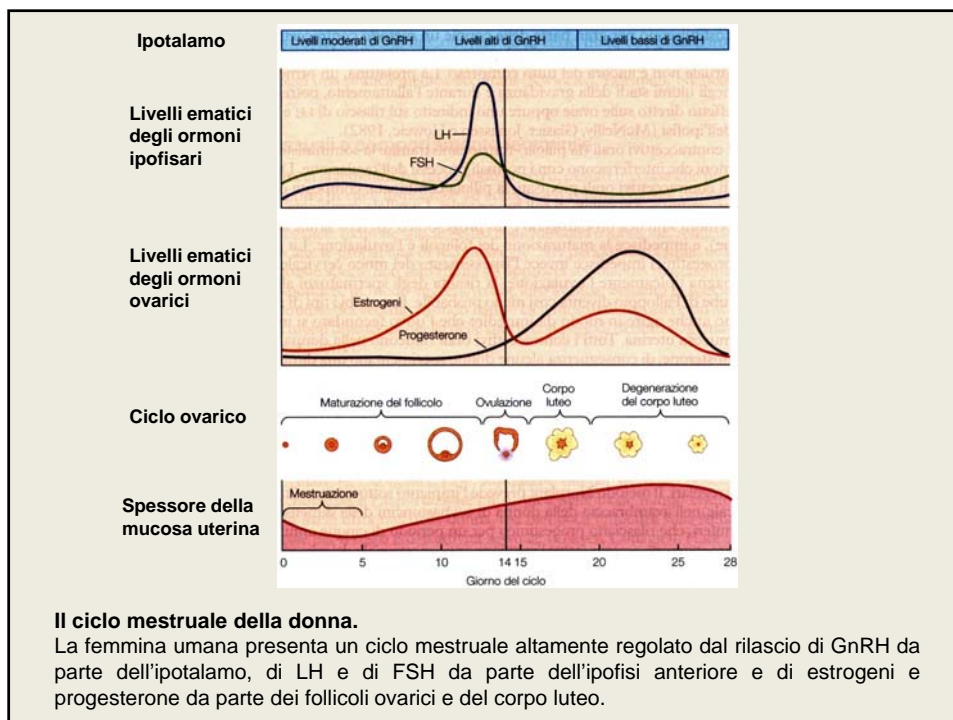 Ipotalamo
Livelli moderati di GnRH
Livelli alti di GnRH
Livelli bassi di GnRH
Livelli ematici
degli ormoni
ipofisari
LH
FSH
Livelli ematici
degli ormoni
ovarici
Estrogeni
Progesterone
Ciclo ovarico
Maturazione del follicolo
Ovulazione
Corpo
luteo
Degenerazione
del corpo luteo
Spessore della
mucosa uterina
Mestruazione
0 5 10 14 15 20 25 28
Giorno del ciclo
Il ciclo mestruale della donna.
La femmina umana presenta un ciclo mestruale altamente regolato dal rilascio di GnRH da
parte dell’ipotalamo, di LH e di FSH da parte dell’ipofisi anteriore e di estrogeni e
progesterone da parte dei follicoli ovarici e del corpo luteo.